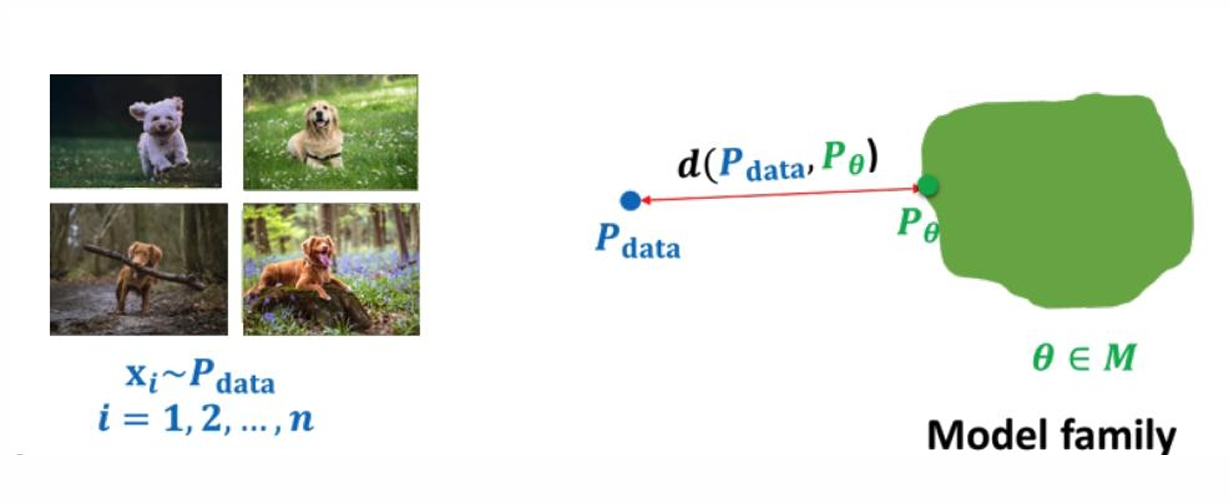 d(P_data, P_θ)
P_data
P_θ
x_i~P_data
i = 1, 2, …, n
θ ∈ M
Model family